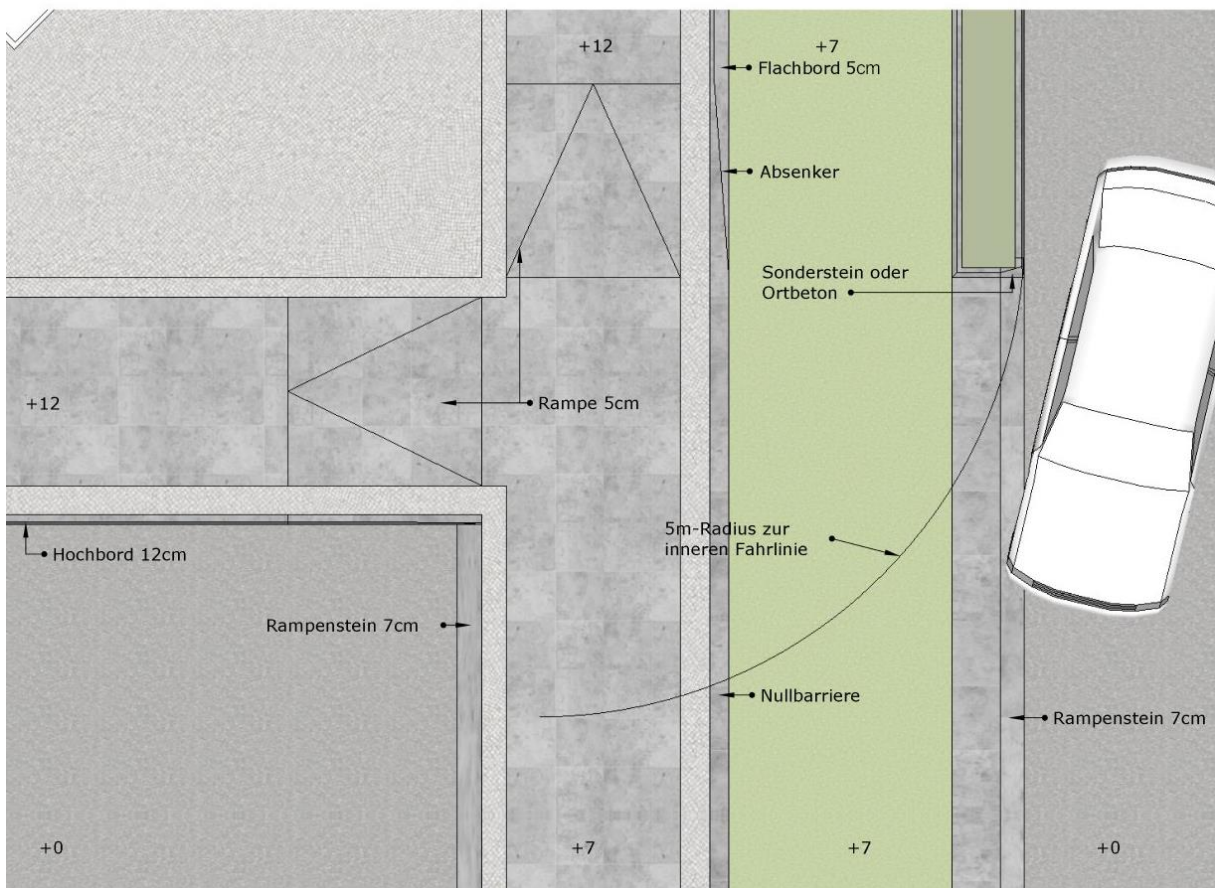 +12
+7
Flachbord 5cm
Absenker
Sonderstein oder
Ortbeton
+12
Rampe 5cm
5m-Radius zur
inneren Fahrlinie
Hochbord 12cm
Rampenstein 7cm
Nullbarriere
Rampenstein 7cm
+0
+7
+7
+0